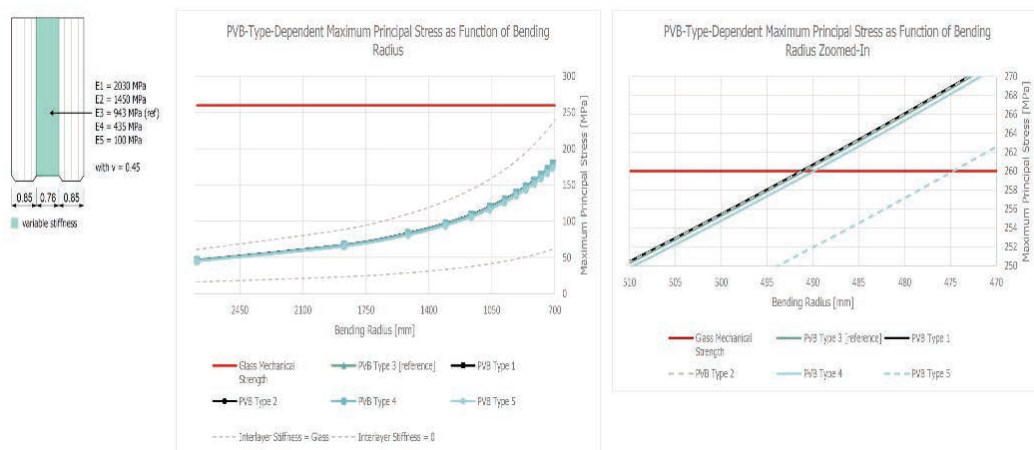 E1 = 2030 MPa
E2 = 1450 MPa
E3 = 943 MPa (ref)
E4 = 435 MPa
E5 = 100 MPa
with v = 0.45
0.85 0.76 0.85
variable stiffness
PVB-Type-Dependent Maximum Principal Stress as Function of Bending
Radius
300
250
200
150
100
50
0
Maximum Principal Stress [MPa]
2450 2100 1750 1400 1050 700
Bending Radius [mm]
Glass Mechanical
Strength
PVB Type 3 [reference]
PVB Type 1
PVB Type 2
PVB Type 4
PVB Type 5
Interlayer Stiffness = Glass
Interlayer Stiffness = 0
PVB-Type-Dependent Maximum Principal Stress as Function of Bending
Radius Zoomed-In
270
268
266
264
262
260
258
256
254
252
250
Maximum Principal Stress [MPa]
510 505 500 495 490 485 480 475 470
Bending Radius [mm]
Glass Mechanical
Strength
PVB Type 3 [reference]
PVB Type 1
PVB Type 2
PVB Type 4
PVB Type 5